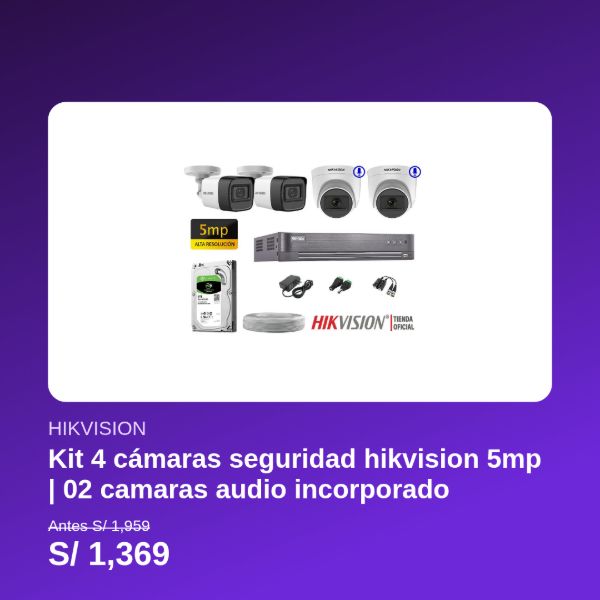 5mp
ALTA RESOLUCIÓN
HIKVISION® TIENDA
OFICIAL
HIKVISION
Kit 4 cámaras seguridad hikvision 5mp
| 02 camaras audio incorporado
Antes S/ 1,959
S/ 1,369